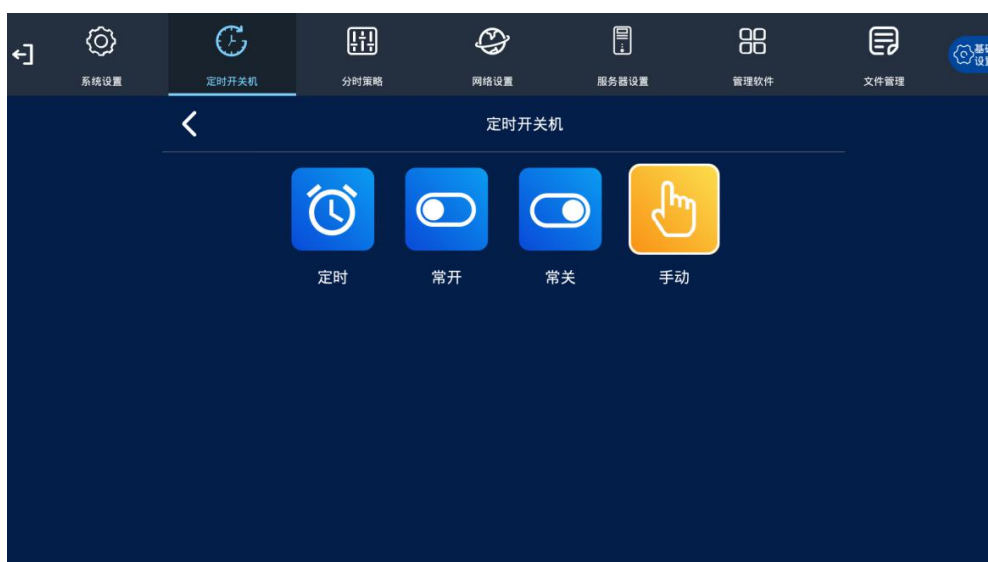 系统设置
定时开关机
分时策略
网络设置
服务器设置
管理软件
文件管理
定时开关机
定时
常开
常关
手动